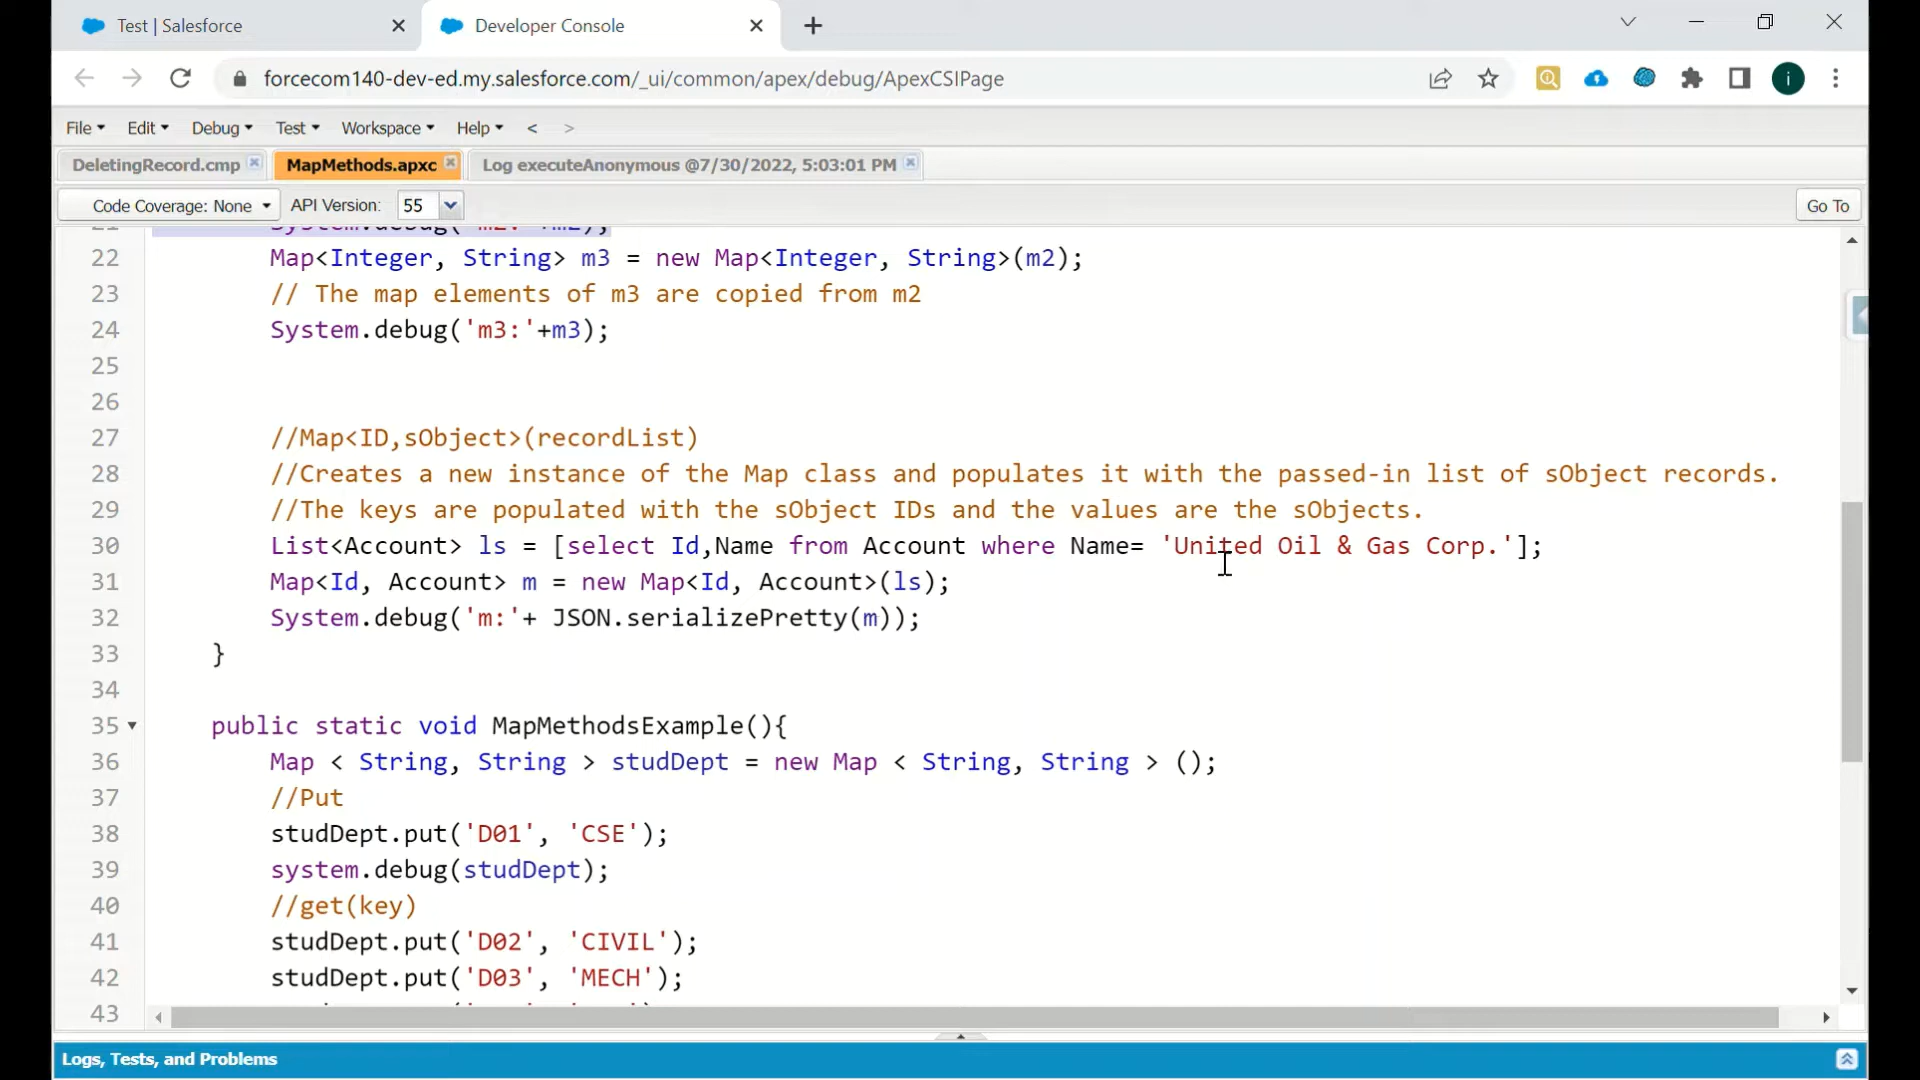 Test | Salesforce
Developer Console
forcecom140-dev-ed.my.salesforce.com/_ui/common/apex/debug/ApexCSIPage
i
File Edit Debug Test Workspace Help < >
DeletingRecord.cmp MapMethods.apxc Log executeAnonymous @7/30/2022, 5:03:01 PM
Code Coverage: None API Version: 55 Go To
21 System.debug('m2:'+m2);
22 Map<Integer, String> m3 = new Map<Integer, String>(m2);
23 // The map elements of m3 are copied from m2
24 System.debug('m3:'+m3);
25
26
27 //Map<ID,sObject>(recordList)
28 //Creates a new instance of the Map class and populates it with the passed-in list of sObject records.
29 //The keys are populated with the sObject IDs and the values are the sObjects.
30 List<Account> ls = [select Id,Name from Account where Name= 'United Oil & Gas Corp.'];
31 Map<Id, Account> m = new Map<Id, Account>(ls);
32 System.debug('m:'+ JSON.serializePretty(m));
33 }
34
35 public static void MapMethodsExample(){
36 Map < String, String > studDept = new Map < String, String > ();
37 //Put
38 studDept.put('D01', 'CSE');
39 system.debug(studDept);
40 //get(key)
41 studDept.put('D02', 'CIVIL');
42 studDept.put('D03', 'MECH');
43
Logs, Tests, and Problems